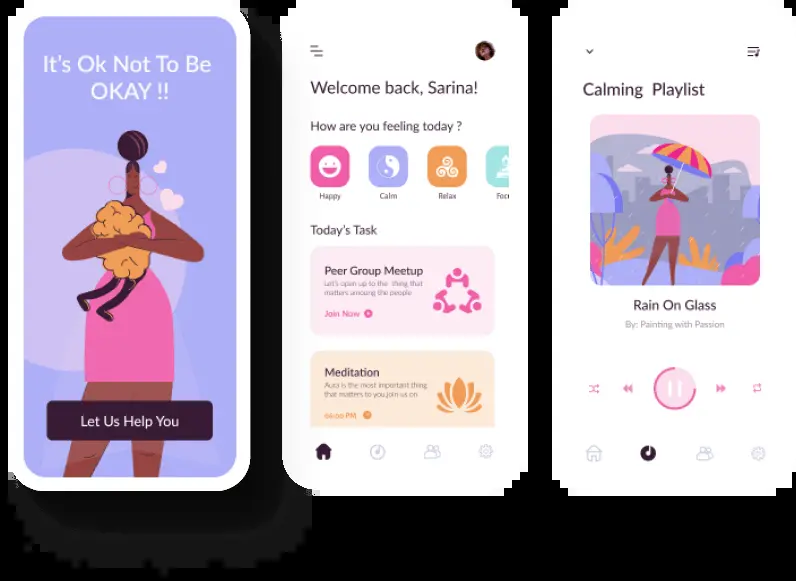 It's Ok Not To Be
OKAY !!
Let Us Help You
Welcome back, Sarina!
How are you feeling today ?
Happy
Calm
Relax
Foc
Today's Task
Peer Group Meetup
Let's open up to the thing that
matters amoung the people
Join Now
Meditation
Aura is the most important thing
that matters to you,join us on
06:00 PM
Calming Playlist
Rain On Glass
By: Painting with Passion